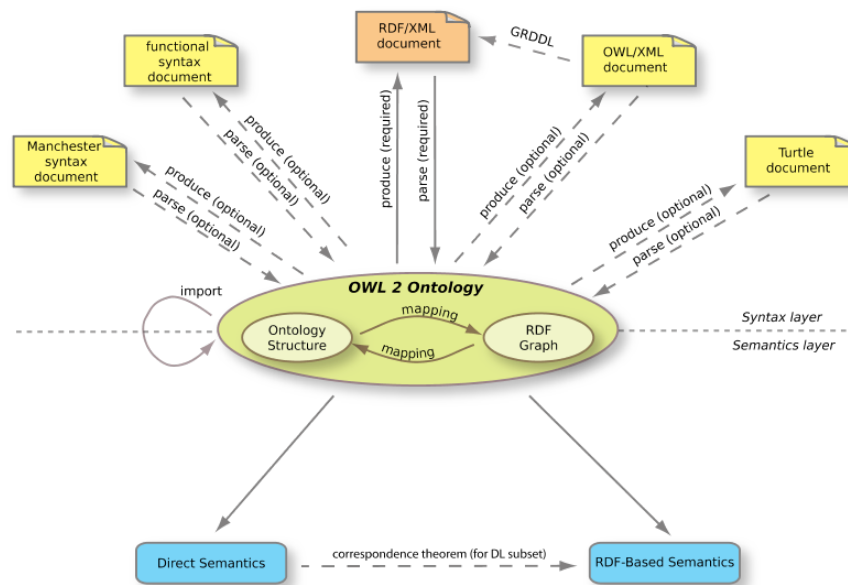 functional
syntax
document
RDF/XML
document
GRDDL
OWL/XML
document
Manchester
syntax
document
Turtle
document
produce (optional)
parse (optional)
produce (optional)
parse (optional)
produce (required)
parse (required)
produce (optional)
parse (optional)
produce (optional)
parse (optional)
import
OWL 2 Ontology
mapping
Ontology
Structure
RDF
Graph
mapping
Syntax layer
Semantics layer
Direct Semantics
correspondence theorem (for DL subset)
RDF-Based Semantics